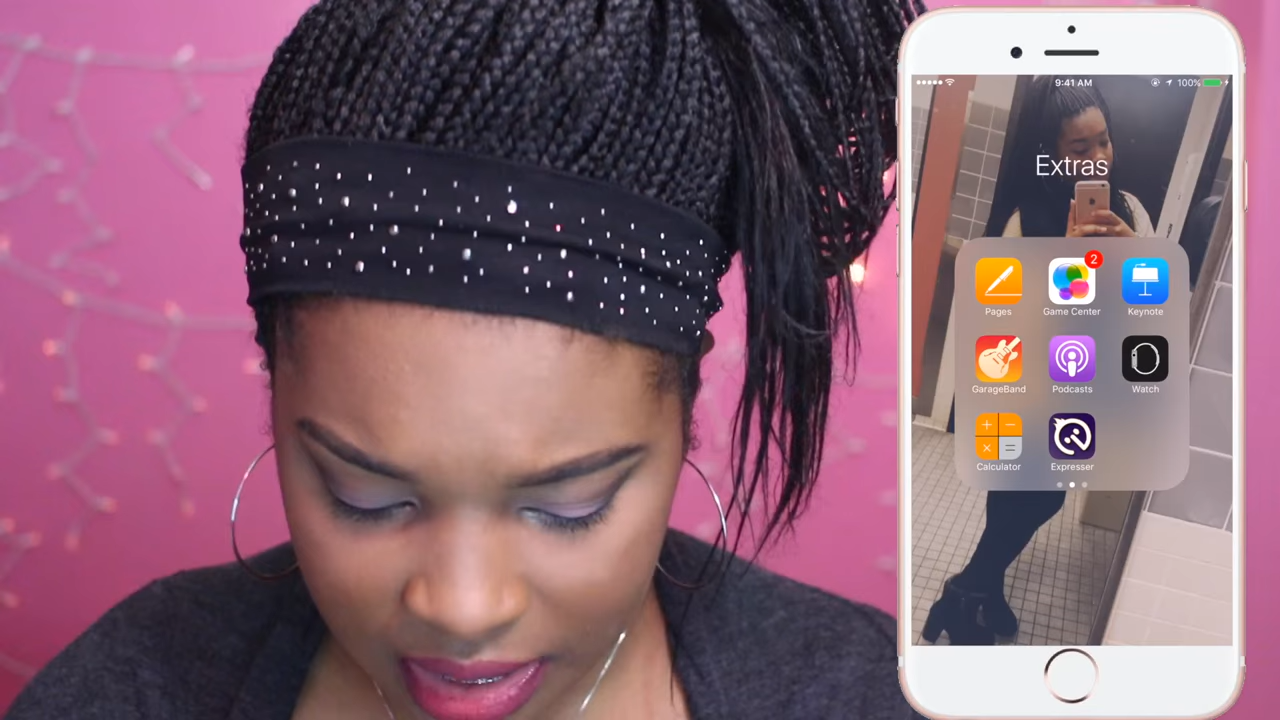 9:41 AM 100%
Extras
2
Pages Game Center Keynote
GarageBand Podcasts Watch
Calculator Expresser